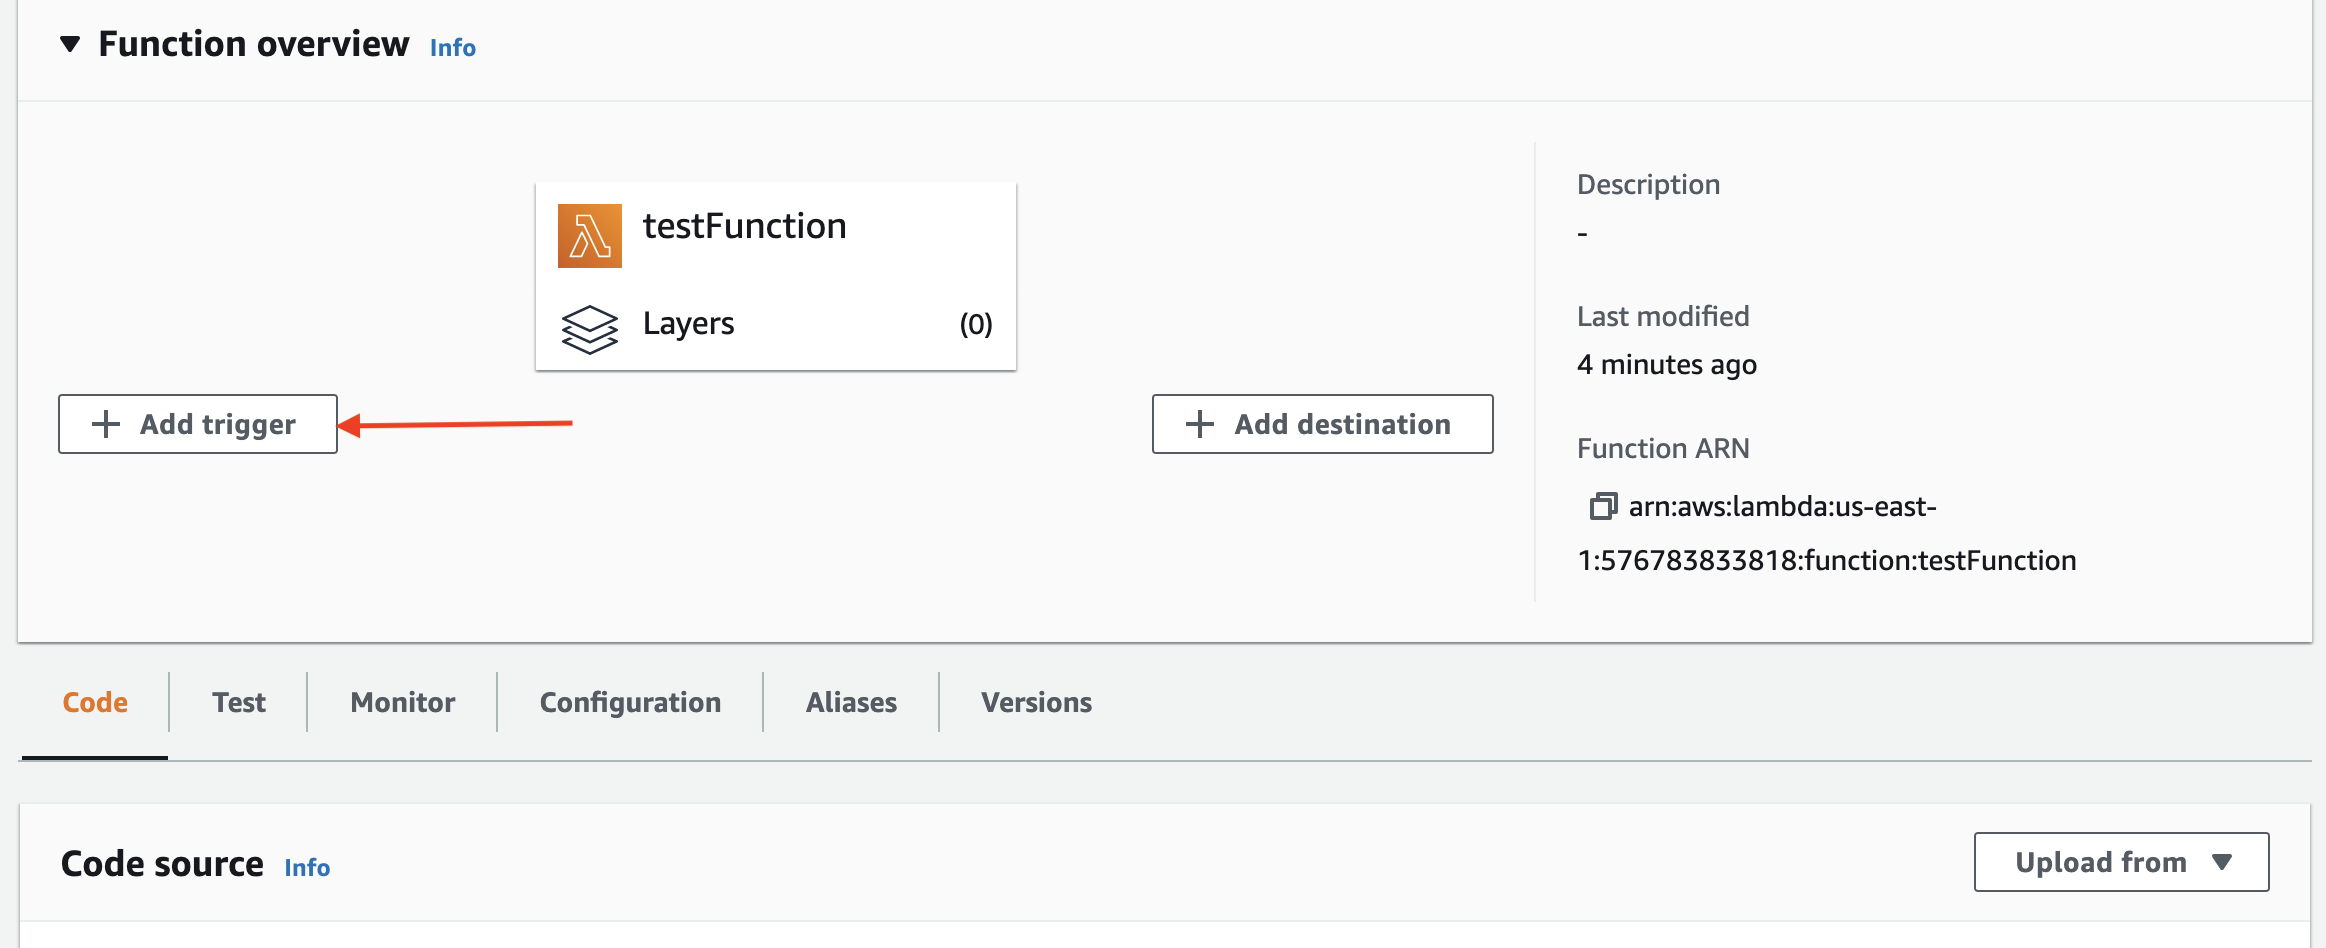 Function overview Info
testFunction
Layers (0)
+ Add trigger
+ Add destination
Description
-
Last modified
4 minutes ago
Function ARN
arn:aws:lambda:us-east-
1:576783833818:function:testFunction
Code Test Monitor Configuration Aliases Versions
Code source Info
Upload from